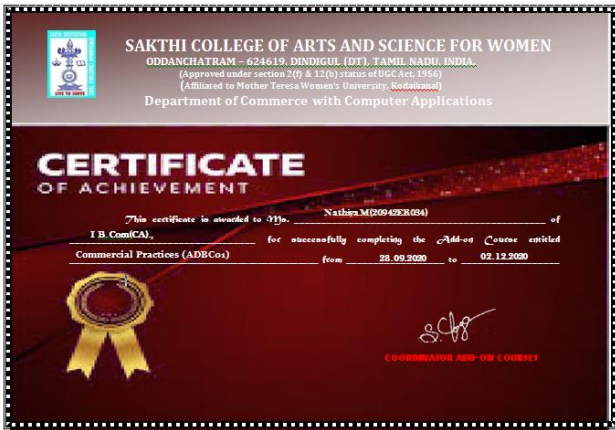 SAKTHI COLLEGE OF ARTS AND SCIENCE FOR WOMEN
ODDANCHATRAM – 624619, DINDIGUL (DT), TAMIL NADU, INDIA.
(Approved under section 2(f) & 12(b) status of UGC Act, 1956)
(Affiliated to Mother Teresa Women's University, Kodaikanal)
Department of Commerce with Computer Applications
LIVE TO SERVE
CERTIFICATE
OF ACHIEVEMENT
This certificate is awarded to Ms. Nathiya M(20942ER034) of
I B. Com(CA)., for successfully completing the Add-on Course entitled
Commercial Practices (ADBC01) from 28.09.2020 to 02.12.2020
COORDINATOR ADD-ON COURSES